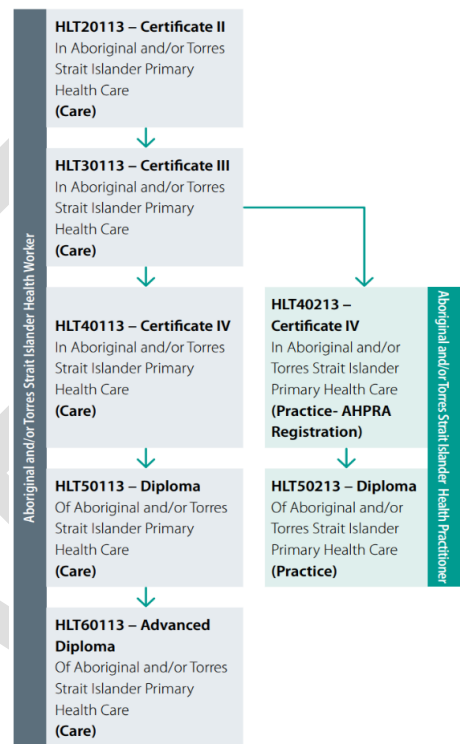 Aboriginal and/or Torres Strait Islander Health Worker
HLT20113 – Certificate II
In Aboriginal and/or Torres
Strait Islander Primary
Health Care
(Care)
HLT30113 – Certificate III
In Aboriginal and/or Torres
Strait Islander Primary
Health Care
(Care)
HLT40113 – Certificate IV
In Aboriginal and/or Torres
Strait Islander Primary
Health Care
(Care)
HLT50113 – Diploma
Of Aboriginal and/or Torres
Strait Islander Primary
Health Care
(Care)
HLT60113 – Advanced
Diploma
Of Aboriginal and/or Torres
Strait Islander Primary
Health Care
(Care)
HLT40213 –
Certificate IV
In Aboriginal and/or
Torres Strait Islander
Primary Health Care
(Practice- AHPRA
Registration)
HLT50213 – Diploma
Of Aboriginal and/or
Torres Strait Islander
Primary Health Care
(Practice)
Aboriginal and/or Torres Strait Islander Health Practitioner